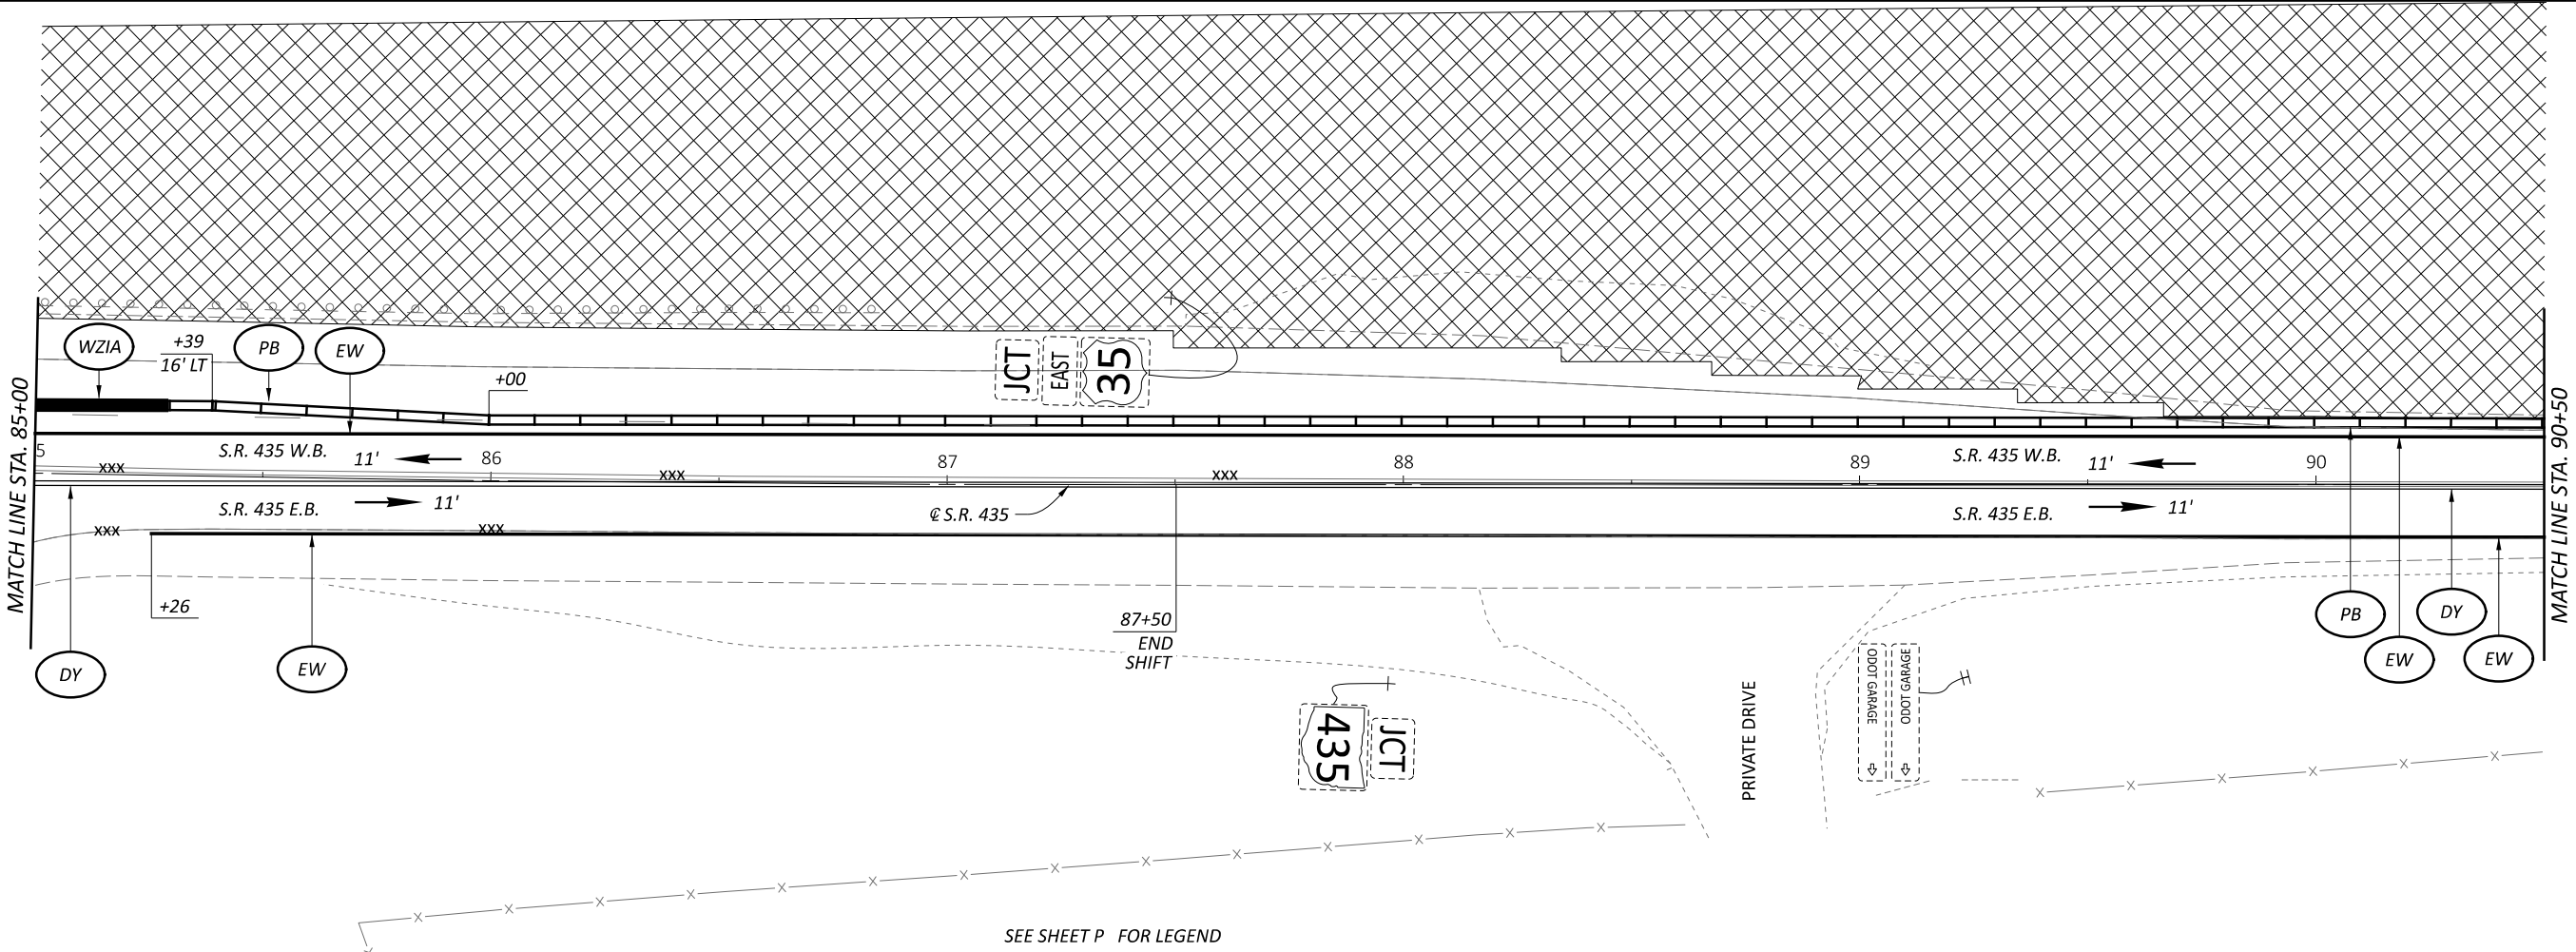 MATCH LINE STA. 85+00
WZIA
+39
16' LT
PB
EW
+00
JCT
EAST
35
5
S.R. 435 W.B.
11'
86
87
88
89
S.R. 435 W.B.
11'
90
xxx
xxx
xxx
S.R. 435 E.B.
11'
℄ S.R. 435
S.R. 435 E.B.
11'
xxx
xxx
+26
87+50
END
SHIFT
DY
EW
PB
DY
EW
EW
JCT
435
PRIVATE DRIVE
ODOT GARAGE
ODOT GARAGE
MATCH LINE STA. 90+50
SEE SHEET P FOR LEGEND